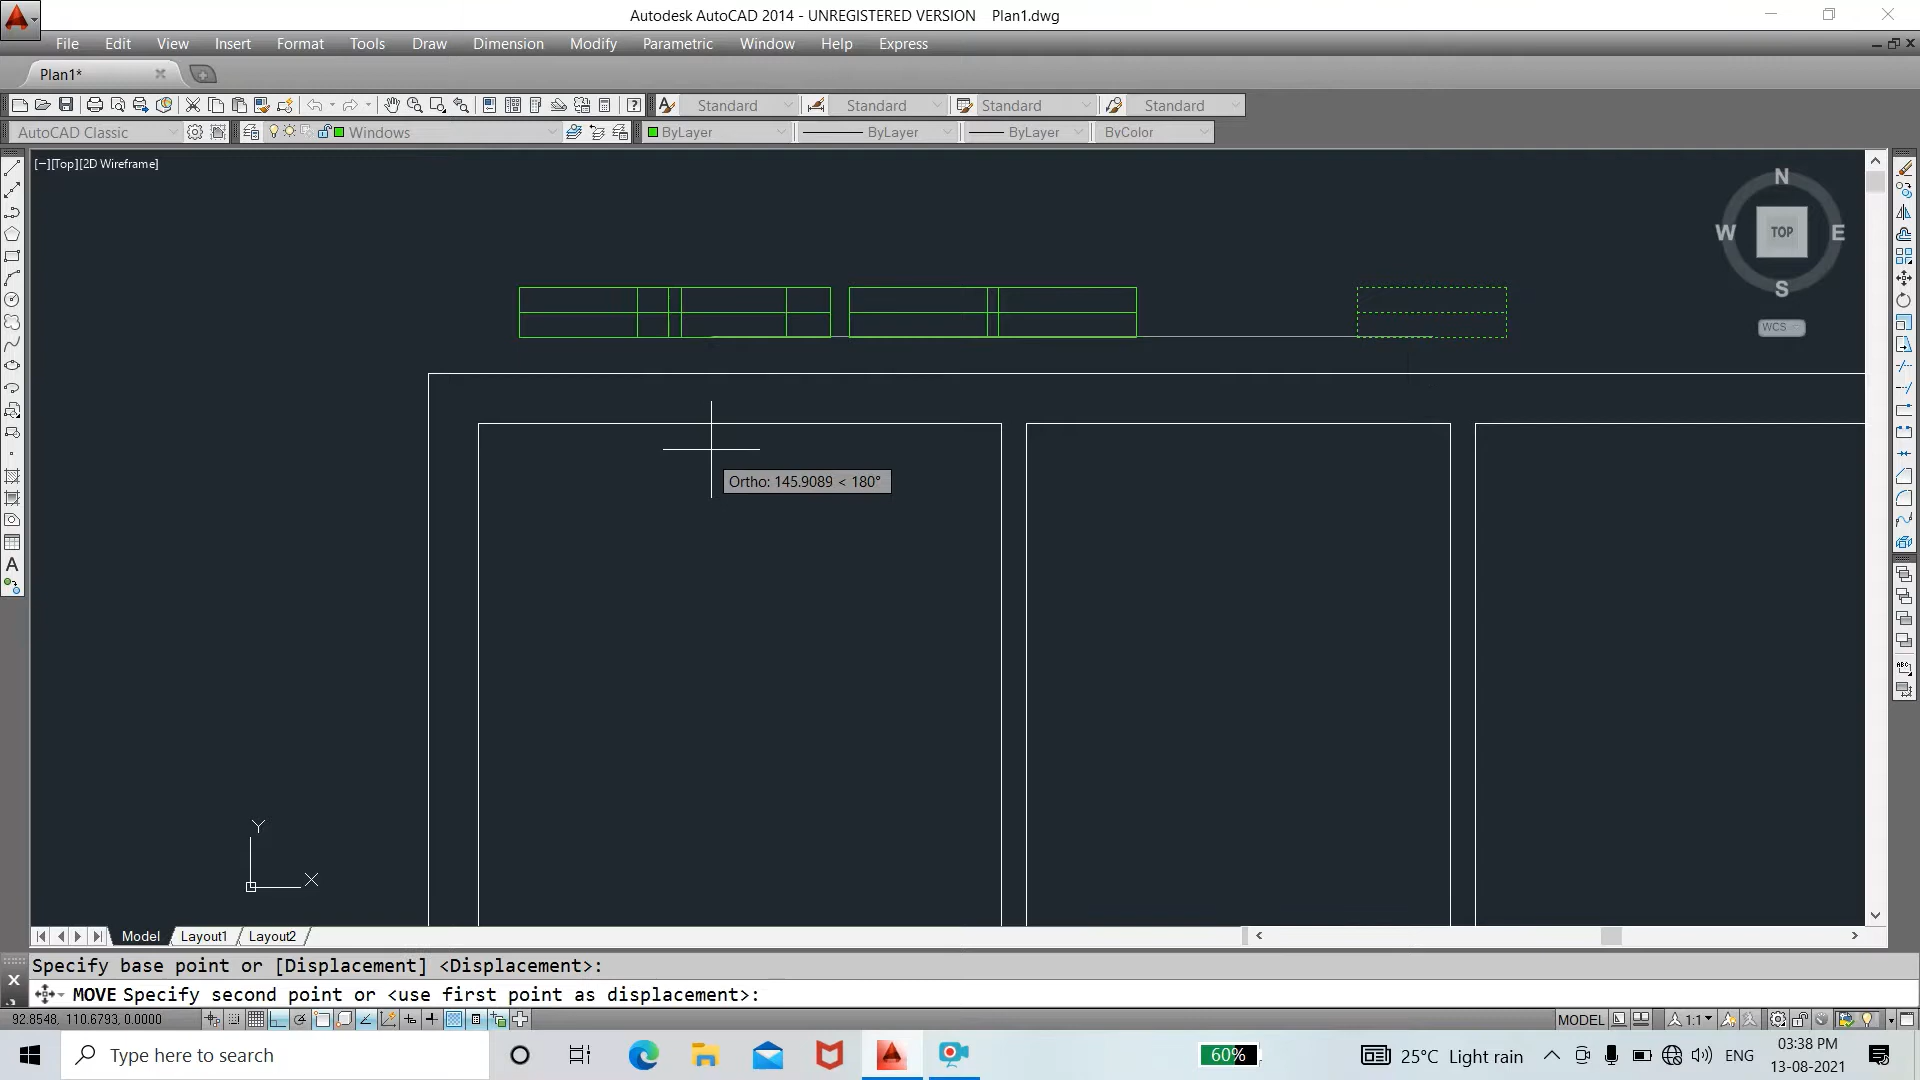 Autodesk AutoCAD 2014 - UNREGISTERED VERSION Plan1.dwg
File Edit View Insert Format Tools Draw Dimension Modify Parametric Window Help Express
Plan1*
Standard Standard Standard Standard
AutoCAD Classic Windows ByLayer ByLayer ByLayer ByColor
[−][Top][2D Wireframe]
N
W TOP E
S
WCS
Ortho: 145.9089 < 180°
Y
X
Model Layout1 Layout2
Specify base point or [Displacement] <Displacement>:
MOVE Specify second point or <use first point as displacement>:
92.8548, 110.6793, 0.0000 MODEL 1:1
Type here to search 60% 25°C Light rain ENG 03:38 PM
13-08-2021